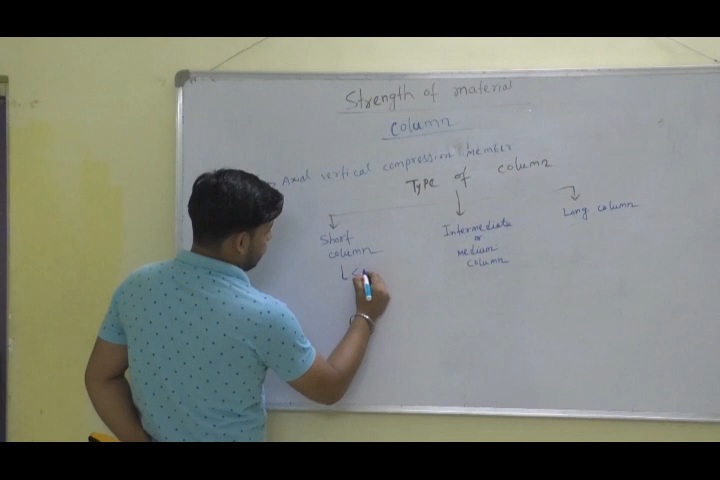 Strength of material
column
Axial vertical compression member
Type of column
Short
column
L <
Intermediate
or
medium
column
Long column